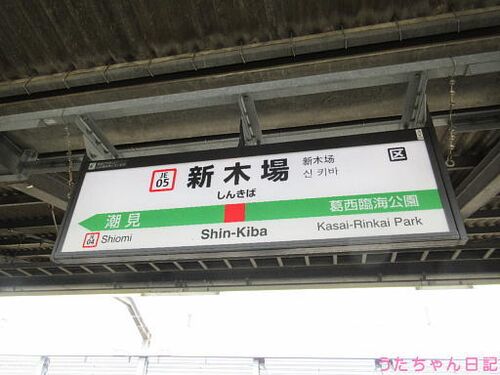 JE
05
新木場
しんきば
新木场
신키바
区
潮見
JE
04
Shiomi
Shin-Kiba
葛西臨海公園
Kasai-Rinkai Park
うたちゃん日記